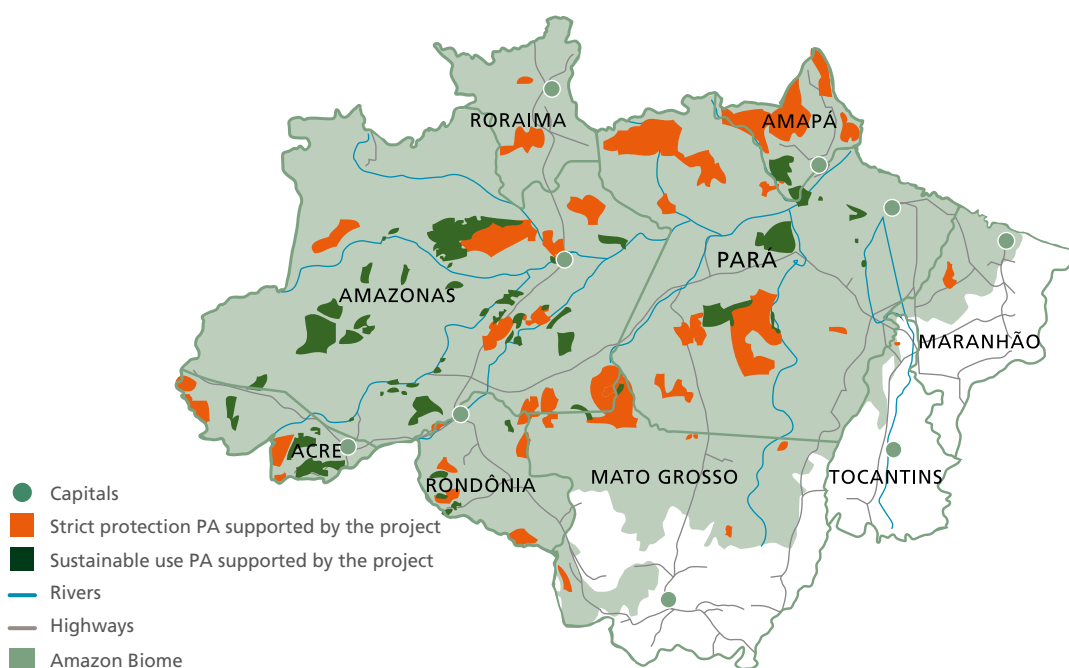 RORAIMA
AMAPÁ
PARÁ
AMAZONAS
MARANHÃO
ACRE
RONDÔNIA
MATO GROSSO
TOCANTINS
Capitals
Strict protection PA supported by the project
Sustainable use PA supported by the project
Rivers
Highways
Amazon Biome